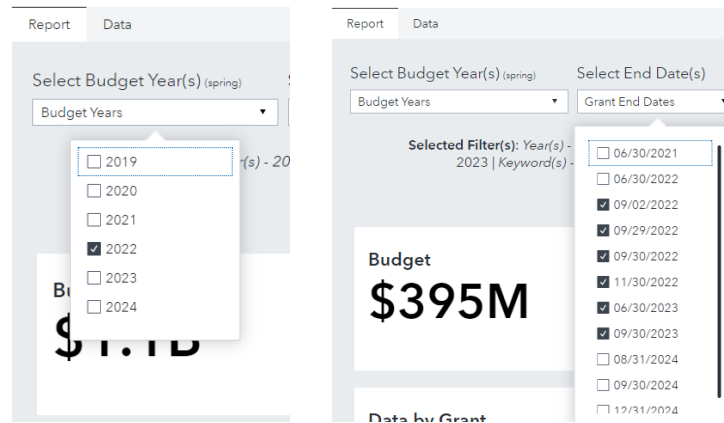 Report Data
Select Budget Year(s) (spring)
Budget Years
2019
r(s) - 20
2020
2021
2022
2023
2024
Report Data
Select Budget Year(s) (spring) Select End Date(s)
Budget Years Grant End Dates
Selected Filter(s): Year(s) -
2023 | Keyword(s) -
06/30/2021
06/30/2022
09/02/2022
09/29/2022
09/30/2022
11/30/2022
06/30/2023
09/30/2023
08/31/2024
09/30/2024
12/31/2024
Budget
$395M
Data by Grant